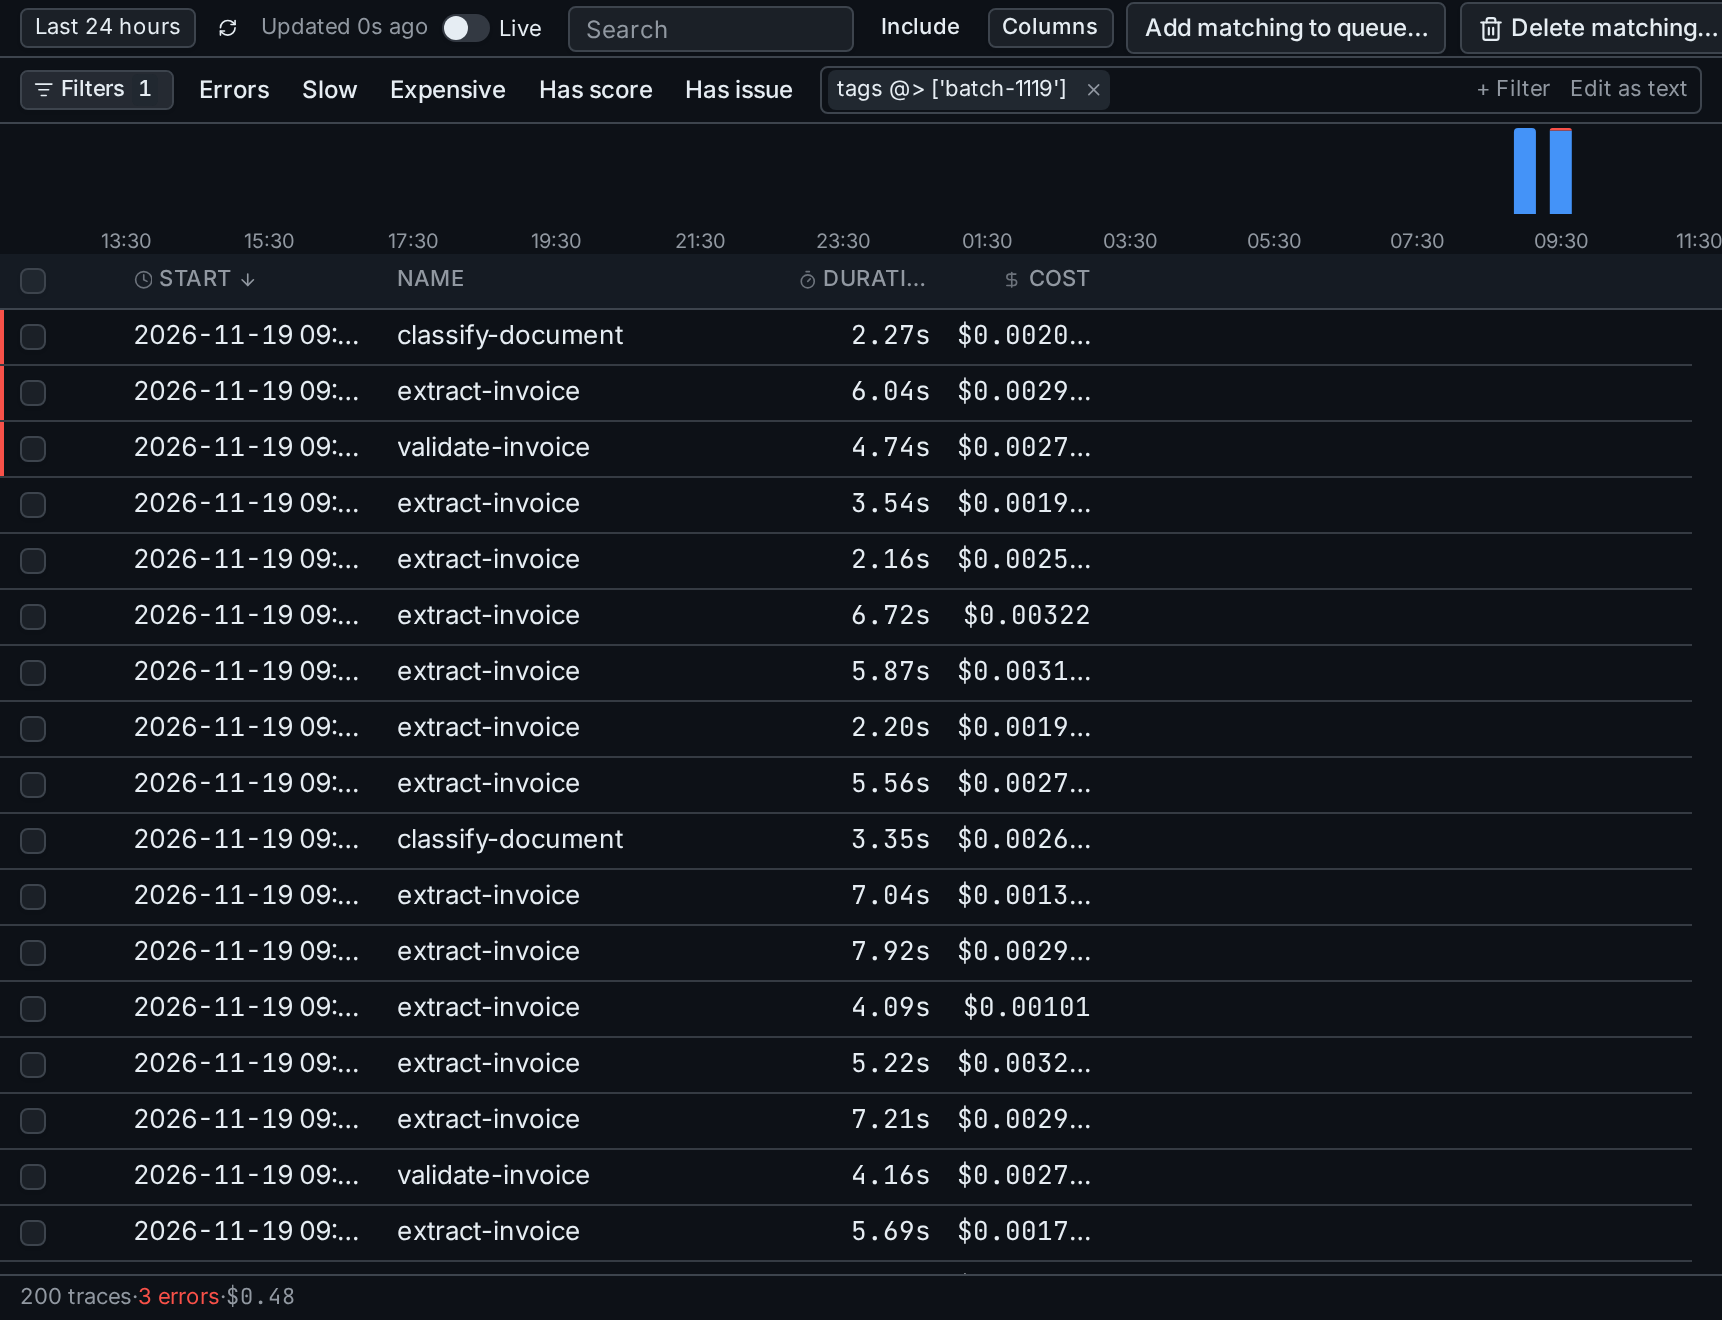 Last 24 hours Updated 0s ago Live Search Include Columns Add matching to queue... Delete matching...
Filters 1 Errors Slow Expensive Has score Has issue tags @> ['batch-1119'] × + Filter Edit as text
13:30 15:30 17:30 19:30 21:30 23:30 01:30 03:30 05:30 07:30 09:30 11:30
START ↓ NAME DURATI... $ COST
2026-11-19 09:... classify-document 2.27s $0.0020...
2026-11-19 09:... extract-invoice 6.04s $0.0029...
2026-11-19 09:... validate-invoice 4.74s $0.0027...
2026-11-19 09:... extract-invoice 3.54s $0.0019...
2026-11-19 09:... extract-invoice 2.16s $0.0025...
2026-11-19 09:... extract-invoice 6.72s $0.00322
2026-11-19 09:... extract-invoice 5.87s $0.0031...
2026-11-19 09:... extract-invoice 2.20s $0.0019...
2026-11-19 09:... extract-invoice 5.56s $0.0027...
2026-11-19 09:... classify-document 3.35s $0.0026...
2026-11-19 09:... extract-invoice 7.04s $0.0013...
2026-11-19 09:... extract-invoice 7.92s $0.0029...
2026-11-19 09:... extract-invoice 4.09s $0.00101
2026-11-19 09:... extract-invoice 5.22s $0.0032...
2026-11-19 09:... extract-invoice 7.21s $0.0029...
2026-11-19 09:... validate-invoice 4.16s $0.0027...
2026-11-19 09:... extract-invoice 5.69s $0.0017...
200 traces·3 errors·$0.48